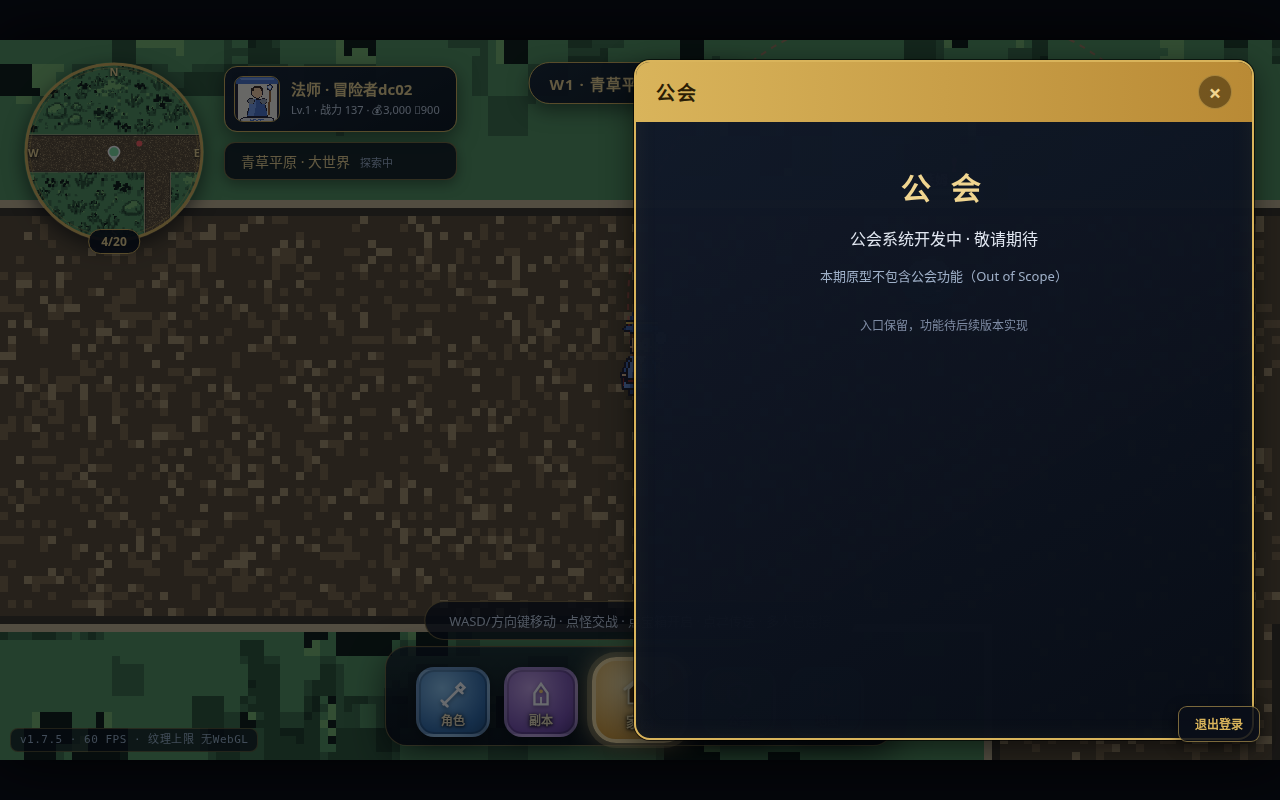 N
W
E
4/20
法师 · 冒险者dc02
Lv.1 · 战力 137 · 💰3,000 900
青草平原 · 大世界 探索中
W1 · 青草平
公会
×
公 会
公会系统开发中 · 敬请期待
本期原型不包含公会功能（Out of Scope）
入口保留，功能待后续版本实现
WASD/方向键移动 · 点怪交战 ·
角色
副本
退出登录
v1.7.5 · 60 FPS · 纹理上限 无WebGL